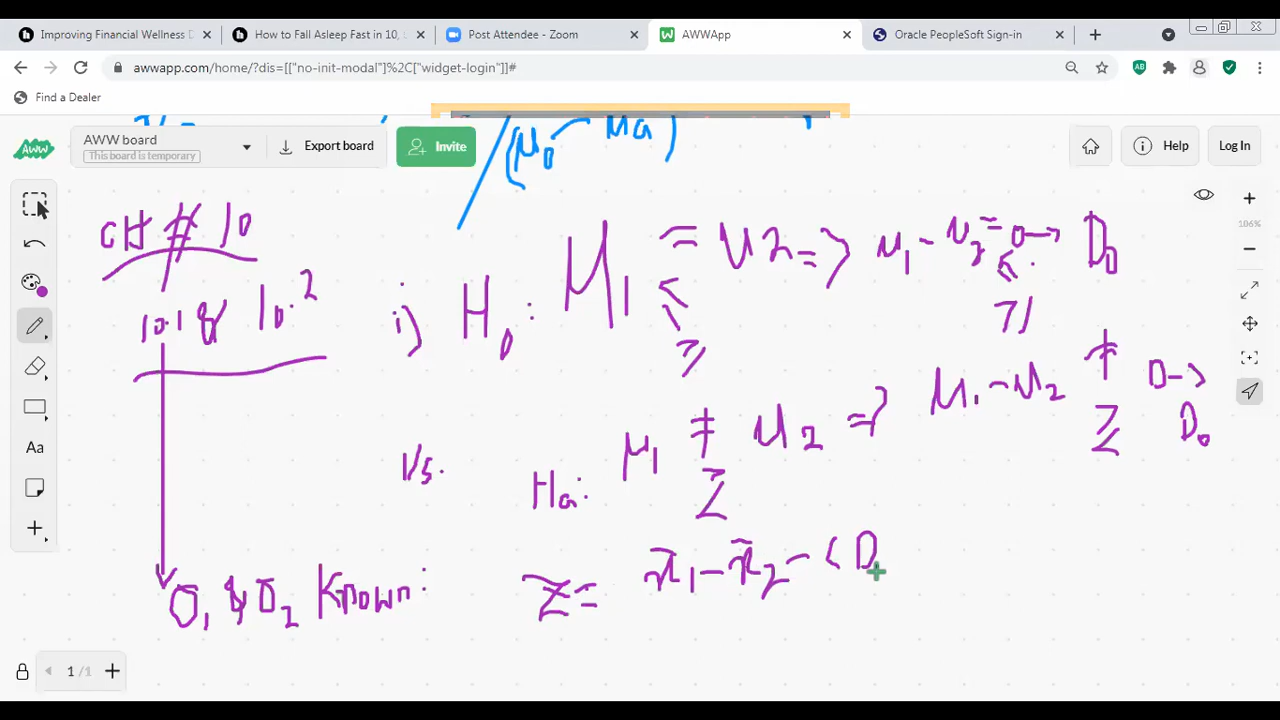 Improving Financial Wellness D
How to Fall Asleep Fast in 10,
Post Attendee - Zoom
AWWApp
Oracle PeopleSoft Sign-in
awwapp.com/home/?dis=[["no-init-modal"]%2C["widget-login"]]#
Find a Dealer
AWW board
This board is temporary
Export board
Invite
Help
Log In
(μ0 - μa)
CH # 10
10.1 & 10.2
i) H0: μ1 = μ2 => μ1 - μ2 = 0 -> D0
≤
≥
≤
≥
Vs.
Ha: μ1 ≠ μ2 => μ1 - μ2 ≠ 0 -> D0
σ1 & σ2 Known: Z = x̄1 - x̄2 - (D
106%
Aa
1/1